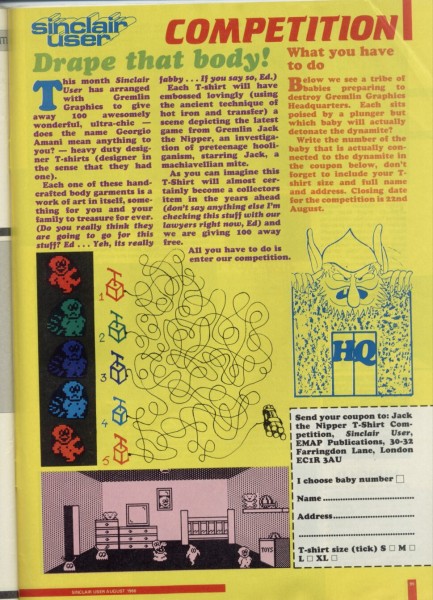 sinclair
user
COMPETITION
Drape that body!
This month Sinclair
User has arranged
with Gremlin
Graphics to give
away 100 awesomely
wonderful, ultra-chic —
does the name Georgio
Amani mean anything to
you? — heavy duty desig-
ner T-shirts (designer in
the sense that they had
one).
Each one of these hand-
crafted body garments is a
work of art in itself, some-
thing for you and your
family to treasure for ever.
(Do you really think they
are going to go for this
stuff? Ed . . . Yeh, its really
fabby . . . If you say so, Ed.)
Each T-shirt will have
embossed lovingly (using
the ancient technique of
hot iron and transfer) a
scene depicting the latest
game from Gremlin Jack
the Nipper, an investiga-
tion of preteenage hooli-
ganism, starring Jack, a
machiavellian mite.
As you can imagine this
T-Shirt will almost cer-
tainly become a collectors
item in the years ahead
(don't say anything else I'm
checking this stuff with our
lawyers right now, Ed) and
we are giving 100 away
free.
All you have to do is
enter our competition.
What you have
to do
Below we see a tribe of
babies preparing to
destroy Gremlin Graphics
Headquarters. Each sits
poised by a plunger but
which baby will actually
detonate the dynamite?
Write the number of the
baby that is actually con-
nected to the dynamite in
the coupon below, don't
forget to include your T-
shirt size and full name
and address. Closing date
for the competition is 22nd
August.
1
2
3
4
5
HQ
TOYS
Send your coupon to: Jack
the Nipper T-Shirt Com-
petition, Sinclair User,
EMAP Publications, 30-32
Farringdon Lane, London
EC1R 3AU
I choose baby number
Name
Address
T-shirt size (tick) S M
L XL
SINCLAIR USER AUGUST 1986